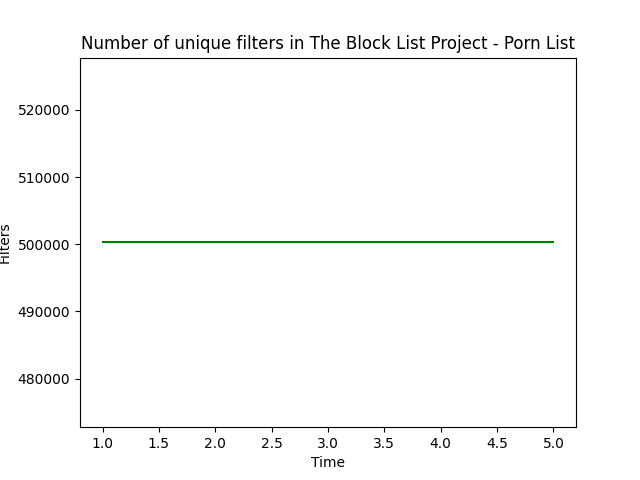 Number of unique filters in The Block List Project - Porn List
520000
510000
500000
490000
480000
Filters
1.0 1.5 2.0 2.5 3.0 3.5 4.0 4.5 5.0
Time